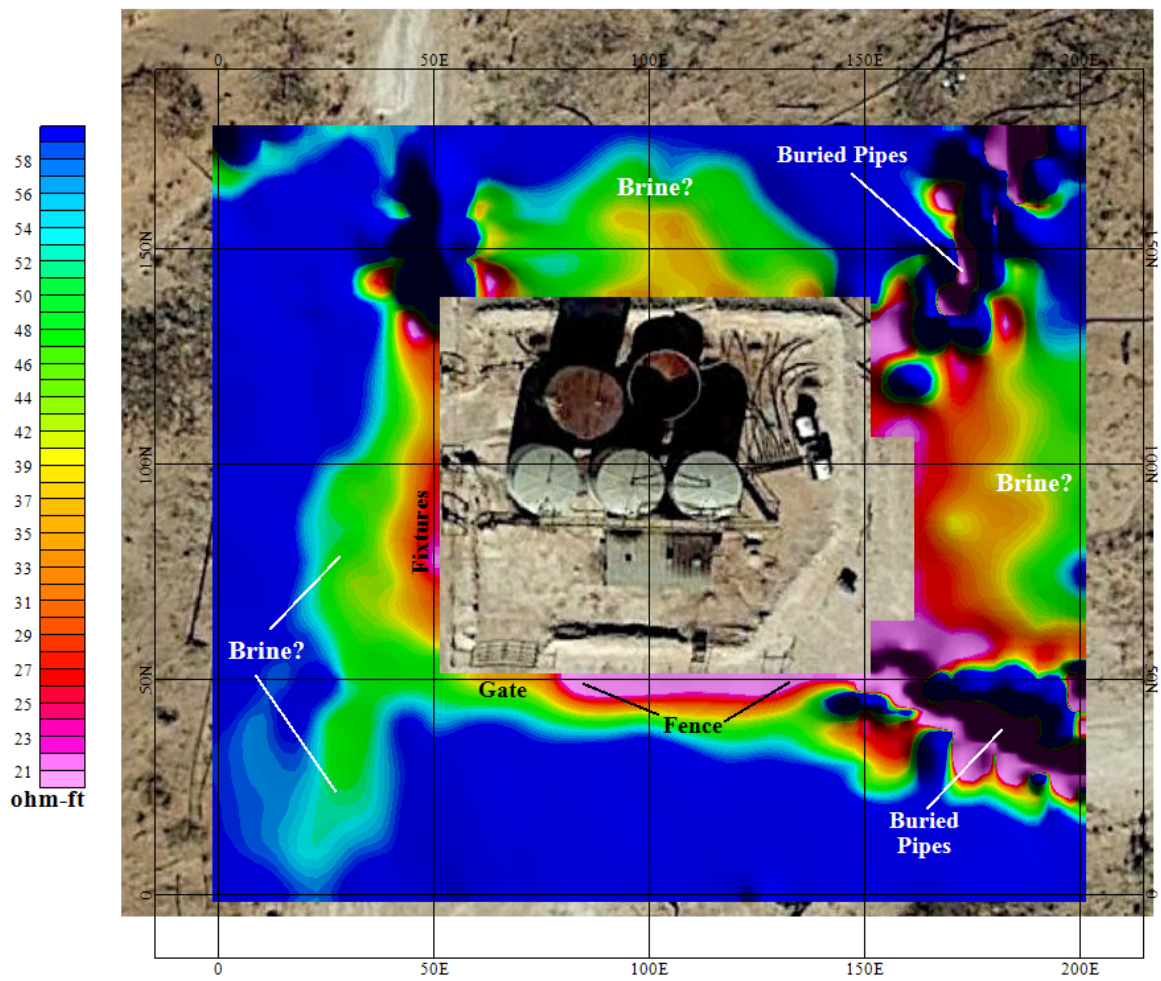 0 50E 100E 150E 200E
58
56
54
52
50
48
46
44
42
39
37
35
33
31
29
27
25
23
21
ohm-ft
150N
100N
50N
0
150N
100N
50N
0
Buried Pipes
Brine?
Brine?
Fixtures
Brine?
Gate
Fence
Buried
Pipes
0 50E 100E 150E 200E